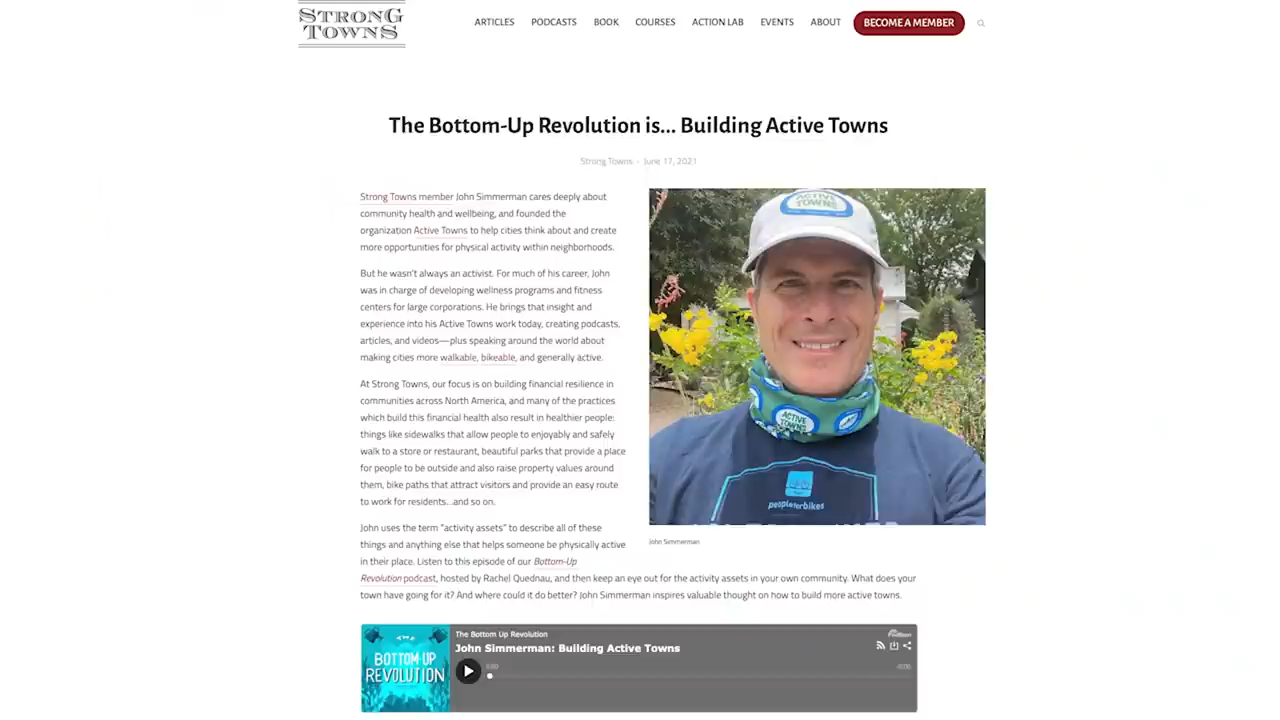 STRONG
TOWNS
ARTICLES PODCASTS BOOK COURSES ACTION LAB EVENTS ABOUT BECOME A MEMBER
The Bottom-Up Revolution is... Building Active Towns
Strong Towns - June 17, 2021
Strong Towns member John Simmerman cares deeply about
community health and wellbeing, and founded the
organization Active Towns to help cities think about and create
more opportunities for physical activity within neighborhoods.
But he wasn't always an activist. For much of his career, John
was in charge of developing wellness programs and fitness
centers for large corporations. He brings that insight and
experience into his Active Towns work today, creating podcasts,
articles, and videos—plus speaking around the world about
making cities more walkable, bikeable, and generally active.
At Strong Towns, our focus is on building financial resilience in
communities across North America, and many of the practices
which build this financial health also result in healthier people:
things like sidewalks that allow people to enjoyably and safely
walk to a store or restaurant, beautiful parks that provide a place
for people to be outside and also raise property values around
them, bike paths that attract visitors and provide an easy route
to work for residents...and so on.
John uses the term "activity assets" to describe all of these
things and anything else that helps someone be physically active
in their place. Listen to this episode of our Bottom-Up
Revolution podcast, hosted by Rachel Quednau, and then keep an eye out for the activity assets in your own community. What does your
town have going for it? And where could it do better? John Simmerman inspires valuable thought on how to build more active towns.
ACTIVE
TOWNS
ACTIVE
TOWNS
peopleforbikes
John Simmerman
BOTTOM-UP
REVOLUTION
The Bottom Up Revolution
John Simmerman: Building Active Towns
0:00